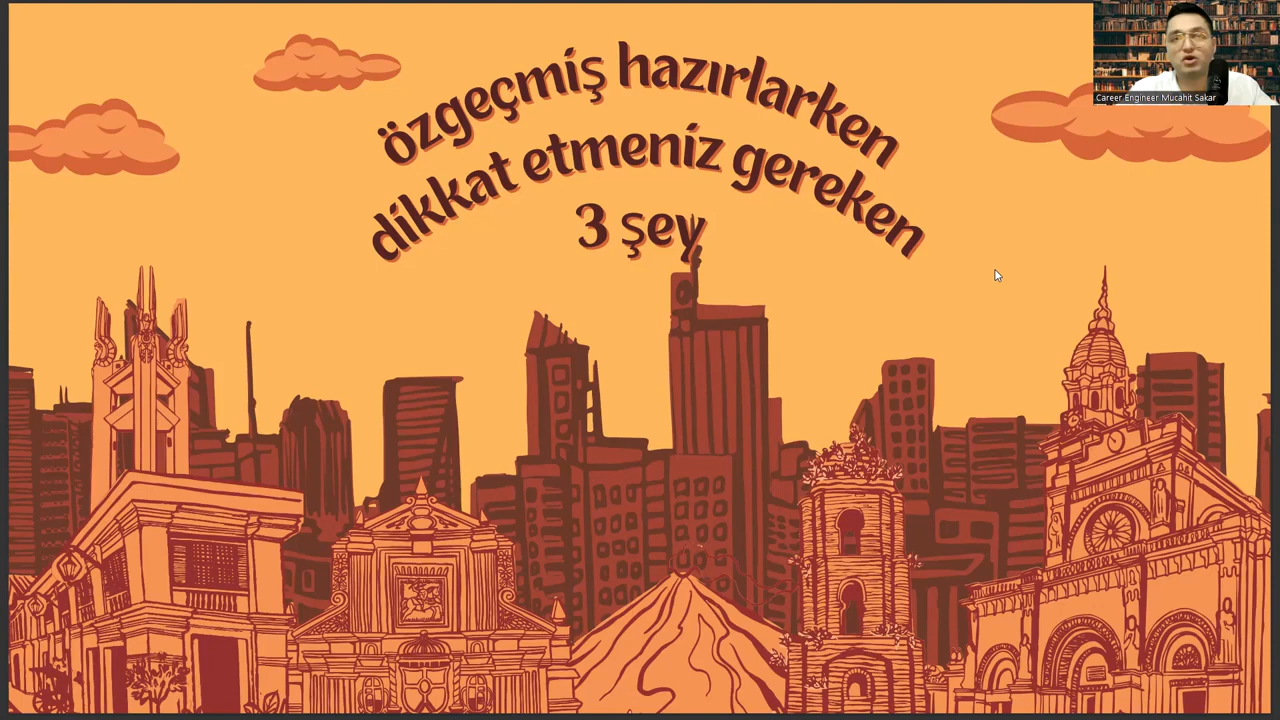 özgeçmiş hazırlarken
dikkat etmeniz gereken
3 şey
Career Engineer Mucahit Sakar